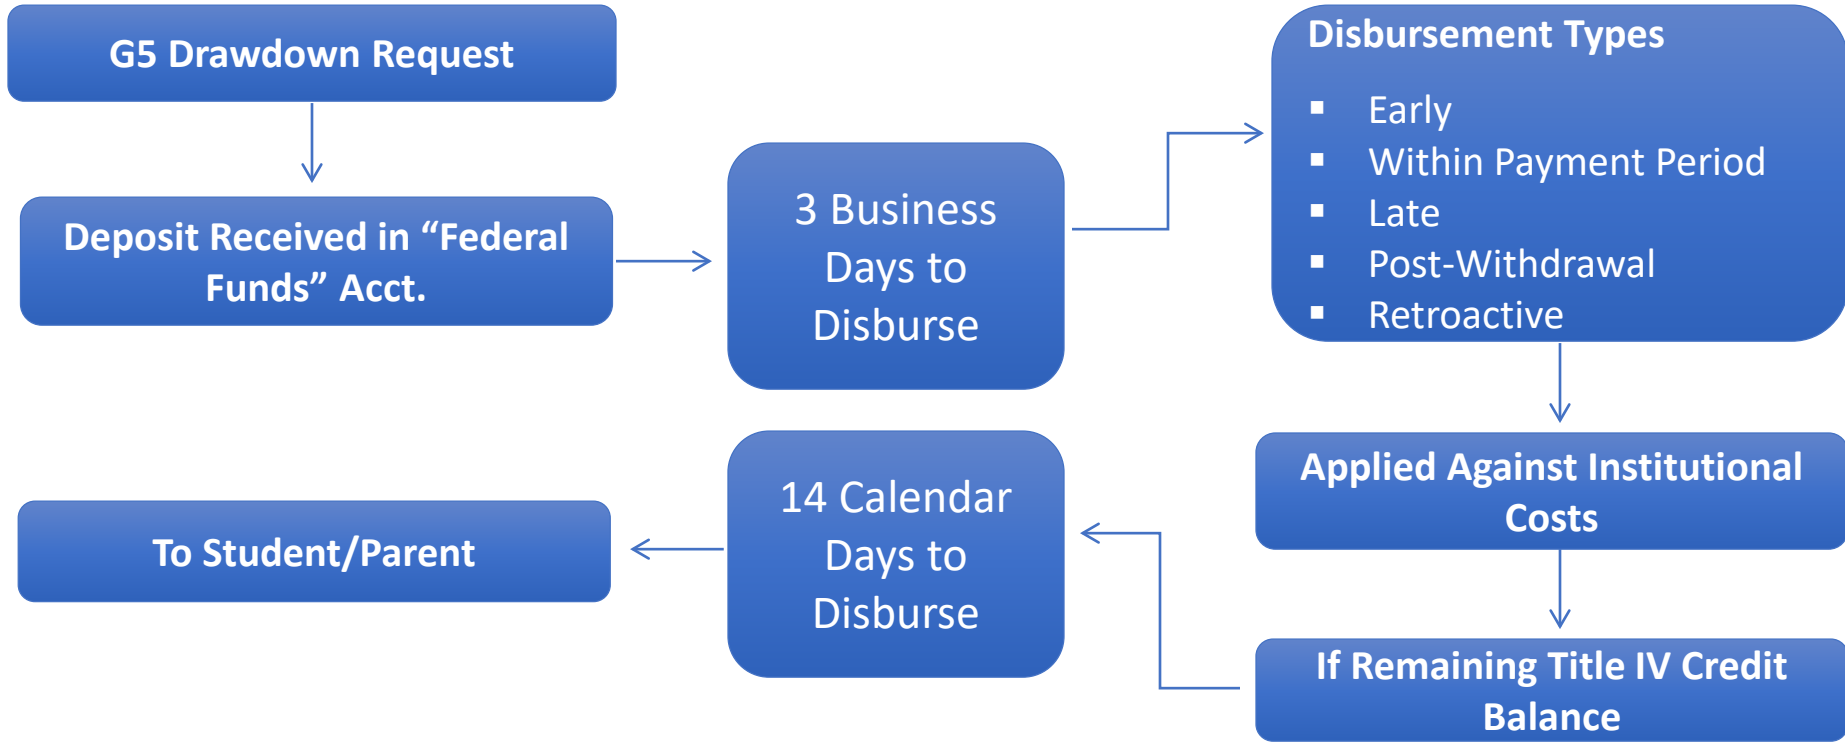 G5 Drawdown Request
Deposit Received in “Federal
Funds” Acct.
3 Business
Days to
Disburse
Disbursement Types
▪ Early
▪ Within Payment Period
▪ Late
▪ Post-Withdrawal
▪ Retroactive
Applied Against Institutional
Costs
If Remaining Title IV Credit
Balance
14 Calendar
Days to
Disburse
To Student/Parent